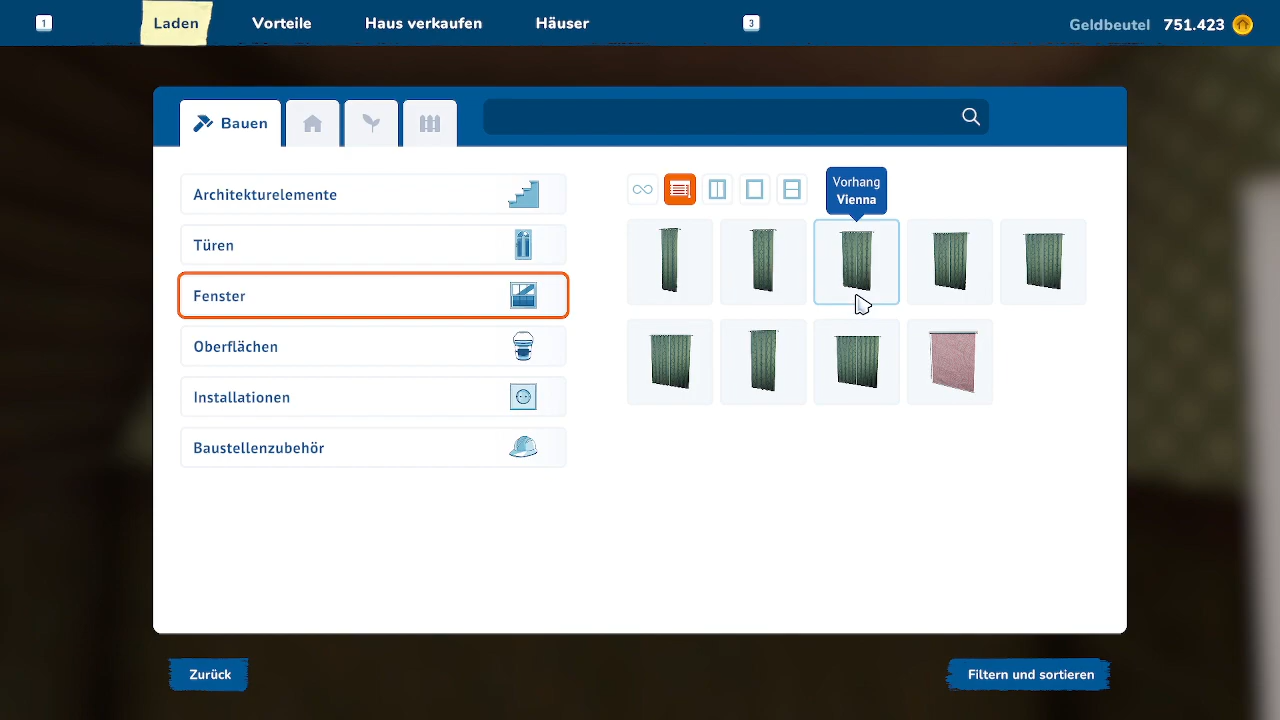 1
Laden
Vorteile
Haus verkaufen
Häuser
3
Geldbeutel 751.423
Bauen
Architekturelemente
Türen
Fenster
Oberflächen
Installationen
Baustellenzubehör
Vorhang
Vienna
Zurück
Filtern und sortieren